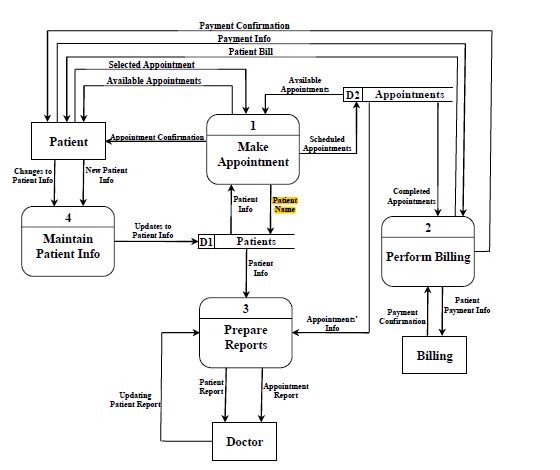 Payment Confirmation
Payment Info
Patient Bill
Selected Appointment
Available Appointments
Available
Appointments
D2 Appointments
1
Make
Appointment
Patient
Appointment Confirmation
Scheduled
Appointments
Changes to
Patient Info
New Patient
Info
Patient
Info
Patient
Name
Completed
Appointments
4
Maintain
Patient Info
Updates to
Patient Info
D1 Patients
2
Perform Billing
Patient
Info
3
Prepare
Reports
Appointments'
Info
Payment
Confirmation
Patient
Payment Info
Billing
Updating
Patient Report
Patient
Report
Appointment
Report
Doctor